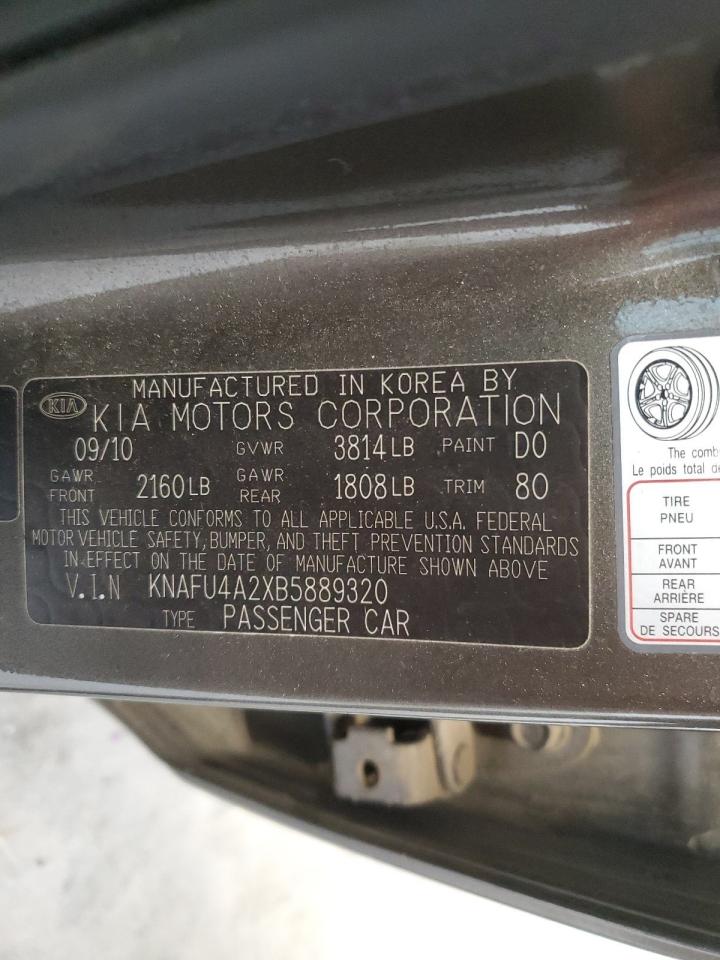 MANUFACTURED IN KOREA BY
KIA
KIA MOTORS CORPORATION
09/10 GVWR 3814LB PAINT D0
GAWR FRONT 2160LB GAWR REAR 1808LB TRIM 80
THIS VEHICLE CONFORMS TO ALL APPLICABLE U.S.A. FEDERAL
MOTOR VEHICLE SAFETY, BUMPER, AND THEFT PREVENTION STANDARDS
IN EFFECT ON THE DATE OF MANUFACTURE SHOWN ABOVE
V.I.N KNAFU4A2XB5889320
TYPE PASSENGER CAR
The comb
Le poids total de
TIRE
PNEU
FRONT
AVANT
REAR
ARRIÈRE
SPARE
DE SECOURS